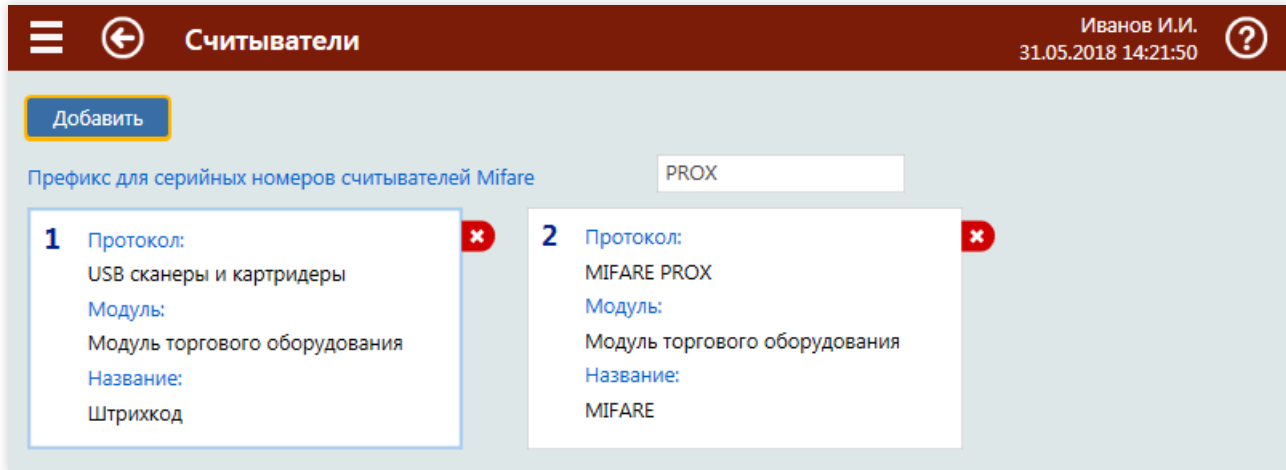 Считыватели
Иванов И.И.
31.05.2018 14:21:50
Добавить
Префикс для серийных номеров считывателей Mifare
PROX
1
Протокол:
USB сканеры и картридеры
Модуль:
Модуль торгового оборудования
Название:
Штрихкод
2
Протокол:
MIFARE PROX
Модуль:
Модуль торгового оборудования
Название:
MIFARE